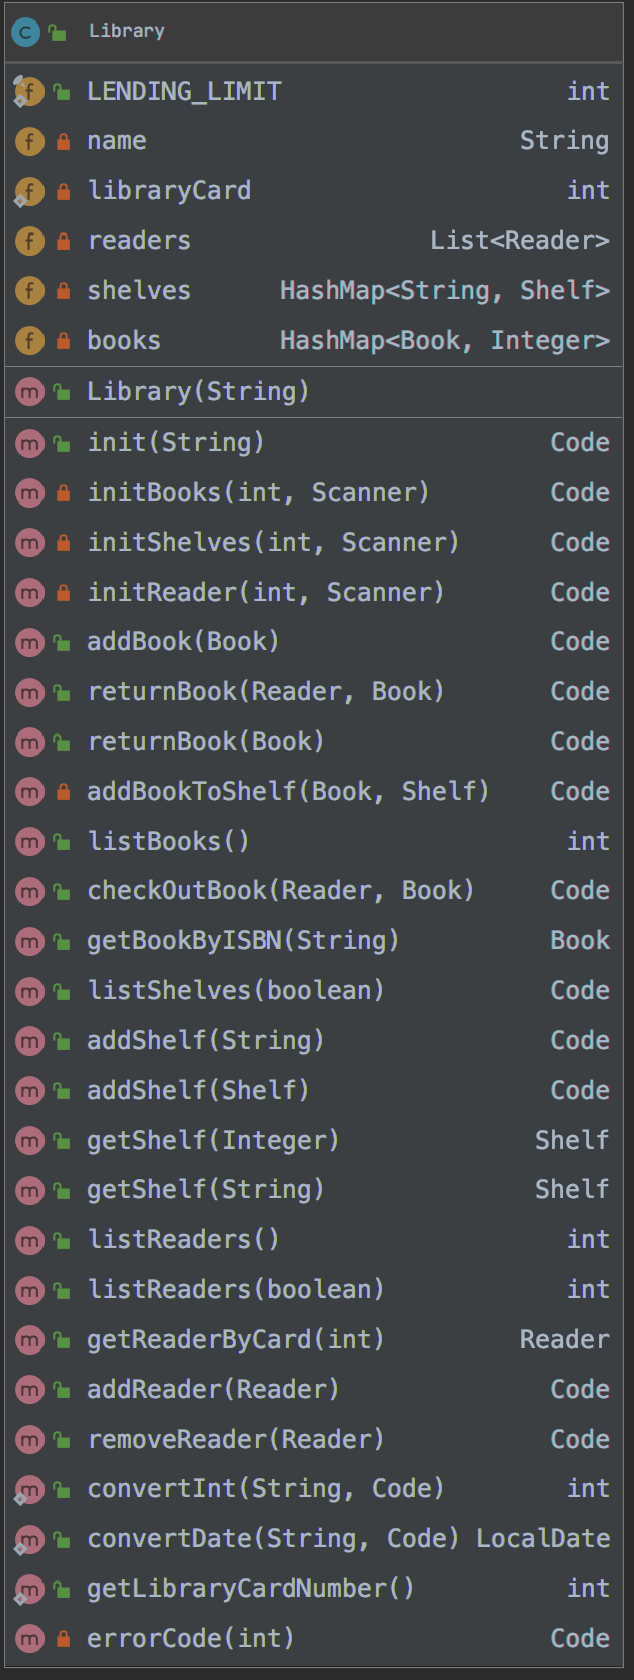 Library
LENDING_LIMIT int
name String
libraryCard int
readers List<Reader>
shelves HashMap<String, Shelf>
books HashMap<Book, Integer>
Library(String)
init(String) Code
initBooks(int, Scanner) Code
initShelves(int, Scanner) Code
initReader(int, Scanner) Code
addBook(Book) Code
returnBook(Reader, Book) Code
returnBook(Book) Code
addBookToShelf(Book, Shelf) Code
listBooks() int
checkOutBook(Reader, Book) Code
getBookByISBN(String) Book
listShelves(boolean) Code
addShelf(String) Code
addShelf(Shelf) Code
getShelf(Integer) Shelf
getShelf(String) Shelf
listReaders() int
listReaders(boolean) int
getReaderByCard(int) Reader
addReader(Reader) Code
removeReader(Reader) Code
convertInt(String, Code) int
convertDate(String, Code) LocalDate
getLibraryCardNumber() int
errorCode(int) Code